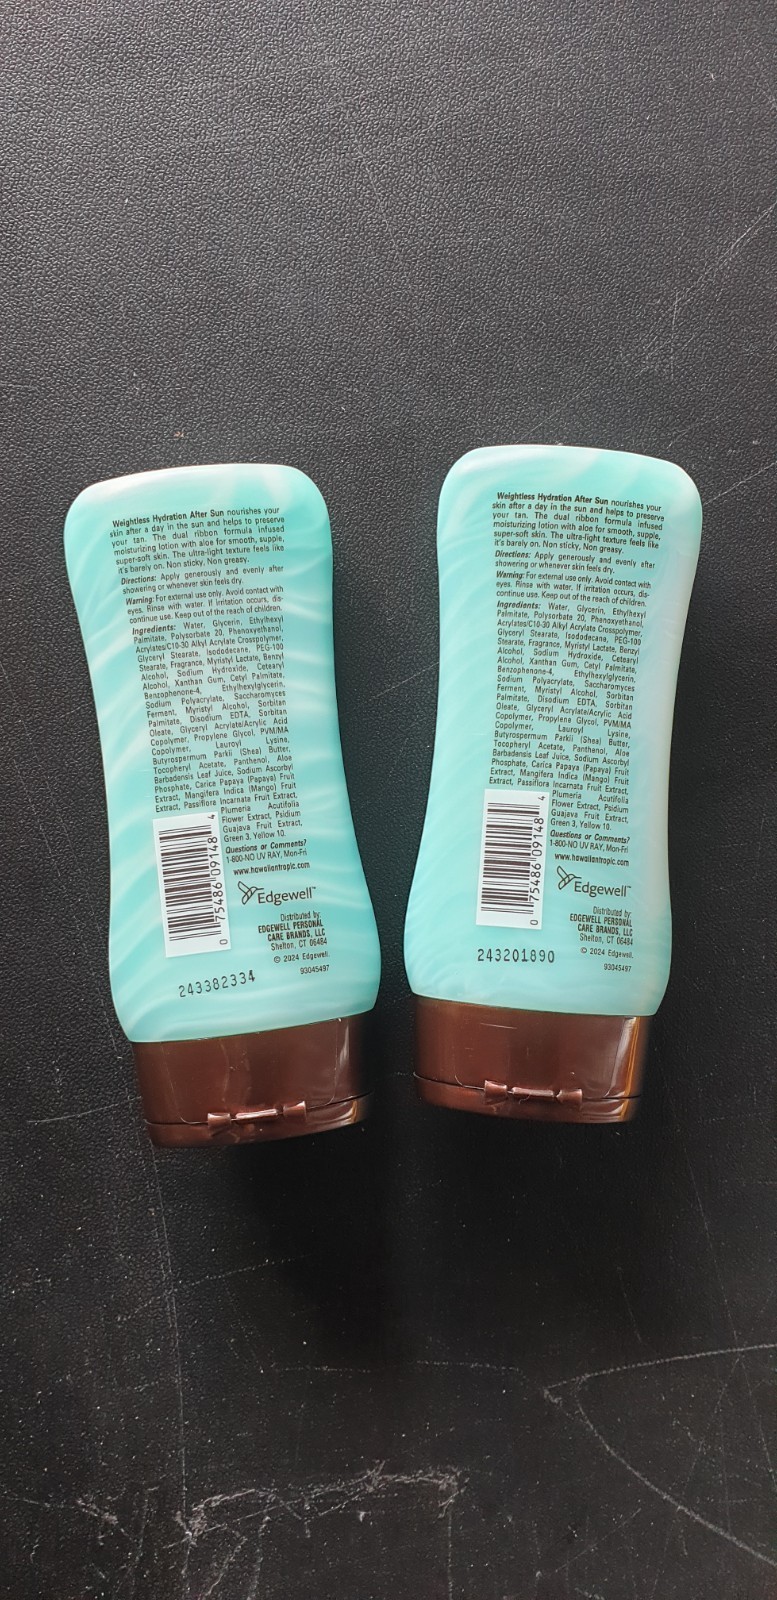 Weightless Hydration After Sun nourishes your
skin after a day in the sun and helps to preserve
your tan. The dual ribbon formula infused
moisturizing lotion with aloe for smooth, supple,
super-soft skin. The ultra-light texture feels like
it's barely on. Non sticky, Non greasy.
Directions: Apply generously and evenly after
showering or whenever skin feels dry.
Warning: For external use only. Avoid contact with
eyes. Rinse with water. If irritation occurs, dis-
continue use. Keep out of the reach of children.
Ingredients: Water, Glycerin, Ethylhexyl
Palmitate, Polysorbate 20, Phenoxyethanol,
Acrylates/C10-30 Alkyl Acrylate Crosspolymer,
Glyceryl Stearate, Isododecane, PEG-100
Stearate, Fragrance, Myristyl Lactate, Benzyl
Alcohol, Sodium Hydroxide, Cetearyl
Alcohol, Xanthan Gum, Cetyl Palmitate,
Benzophenone-4, Ethylhexylglycerin,
Sodium Polyacrylate, Saccharomyces
Ferment, Myristyl Alcohol, Sorbitan
Palmitate, Disodium EDTA, Sorbitan
Oleate, Glyceryl Acrylate/Acrylic Acid
Copolymer, Propylene Glycol, PVM/MA
Copolymer, Lauroyl Lysine,
Butyrospermum Parkii (Shea) Butter,
Tocopheryl Acetate, Panthenol, Aloe
Barbadensis Leaf Juice, Sodium Ascorbyl
Phosphate, Carica Papaya (Papaya) Fruit
Extract, Mangifera Indica (Mango) Fruit
Extract, Passiflora Incarnata Fruit Extract,
Plumeria Acutifolia
Flower Extract, Psidium
Guajava Fruit Extract,
Green 3, Yellow 10.
Questions or Comments?
1-800-NO UV RAY, Mon-Fri
www.hawaiiantropic.com
0 75486 09148 4
Edgewell™
Distributed by:
EDGEWELL PERSONAL
CARE BRANDS, LLC
Shelton, CT 06484
© 2024 Edgewell.
93045497
243382334
Weightless Hydration After Sun nourishes your
skin after a day in the sun and helps to preserve
your tan. The dual ribbon formula infused
moisturizing lotion with aloe for smooth, supple,
super-soft skin. The ultra-light texture feels like
it's barely on. Non sticky, Non greasy.
Directions: Apply generously and evenly after
showering or whenever skin feels dry.
Warning: For external use only. Avoid contact with
eyes. Rinse with water. If irritation occurs, dis-
continue use. Keep out of the reach of children.
Ingredients: Water, Glycerin, Ethylhexyl
Palmitate, Polysorbate 20, Phenoxyethanol,
Acrylates/C10-30 Alkyl Acrylate Crosspolymer,
Glyceryl Stearate, Isododecane, PEG-100
Stearate, Fragrance, Myristyl Lactate, Benzyl
Alcohol, Sodium Hydroxide, Cetearyl
Alcohol, Xanthan Gum, Cetyl Palmitate,
Benzophenone-4, Ethylhexylglycerin,
Sodium Polyacrylate, Saccharomyces
Ferment, Myristyl Alcohol, Sorbitan
Palmitate, Disodium EDTA, Sorbitan
Oleate, Glyceryl Acrylate/Acrylic Acid
Copolymer, Propylene Glycol, PVM/MA
Copolymer, Lauroyl Lysine,
Butyrospermum Parkii (Shea) Butter,
Tocopheryl Acetate, Panthenol, Aloe
Barbadensis Leaf Juice, Sodium Ascorbyl
Phosphate, Carica Papaya (Papaya) Fruit
Extract, Mangifera Indica (Mango) Fruit
Extract, Passiflora Incarnata Fruit Extract,
Plumeria Acutifolia
Flower Extract, Psidium
Guajava Fruit Extract,
Green 3, Yellow 10.
Questions or Comments?
1-800-NO UV RAY, Mon-Fri
www.hawaiiantropic.com
0 75486 09148 4
Edgewell™
Distributed by:
EDGEWELL PERSONAL
CARE BRANDS, LLC
Shelton, CT 06484
© 2024 Edgewell.
93045497
243201890